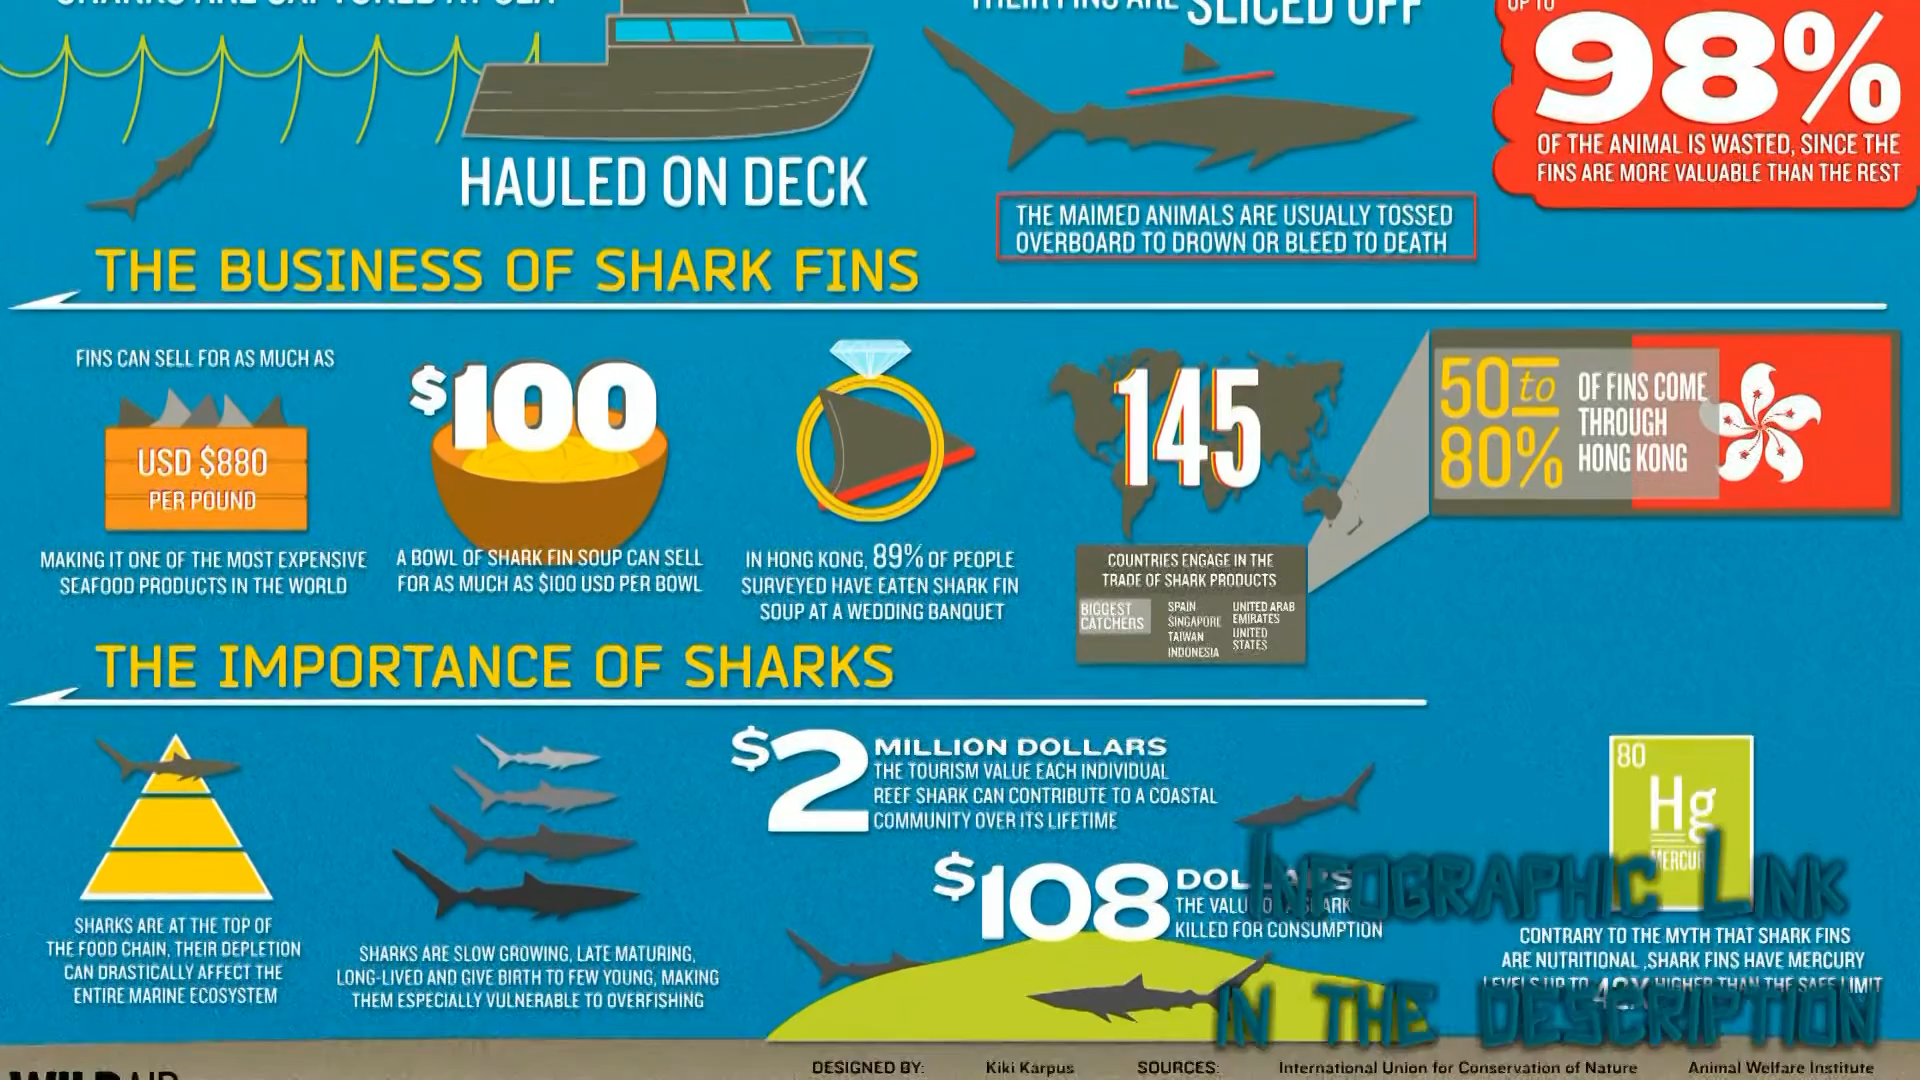 SHARKS ARE CAPTURED AT SEA
THEIR FINS ARE SLICED OFF
UP TO
98%
OF THE ANIMAL IS WASTED, SINCE THE
FINS ARE MORE VALUABLE THAN THE REST
HAULED ON DECK
THE MAIMED ANIMALS ARE USUALLY TOSSED
OVERBOARD TO DROWN OR BLEED TO DEATH
THE BUSINESS OF SHARK FINS
FINS CAN SELL FOR AS MUCH AS
USD $880
PER POUND
MAKING IT ONE OF THE MOST EXPENSIVE
SEAFOOD PRODUCTS IN THE WORLD
$100
A BOWL OF SHARK FIN SOUP CAN SELL
FOR AS MUCH AS $100 USD PER BOWL
IN HONG KONG, 89% OF PEOPLE
SURVEYED HAVE EATEN SHARK FIN
SOUP AT A WEDDING BANQUET
145
COUNTRIES ENGAGE IN THE
TRADE OF SHARK PRODUCTS
BIGGEST
CATCHERS
SPAIN
SINGAPORE
TAIWAN
INDONESIA
UNITED ARAB
EMIRATES
UNITED
STATES
50 to
80%
OF FINS COME
THROUGH
HONG KONG
THE IMPORTANCE OF SHARKS
SHARKS ARE AT THE TOP OF
THE FOOD CHAIN, THEIR DEPLETION
CAN DRASTICALLY AFFECT THE
ENTIRE MARINE ECOSYSTEM
SHARKS ARE SLOW GROWING, LATE MATURING,
LONG-LIVED AND GIVE BIRTH TO FEW YOUNG, MAKING
THEM ESPECIALLY VULNERABLE TO OVERFISHING
$2 MILLION DOLLARS
THE TOURISM VALUE EACH INDIVIDUAL
REEF SHARK CAN CONTRIBUTE TO A COASTAL
COMMUNITY OVER ITS LIFETIME
$108 DOLLARS
THE VALUE OF A SHARK
KILLED FOR CONSUMPTION
80
Hg
MERCURY
CONTRARY TO THE MYTH THAT SHARK FINS
ARE NUTRITIONAL ,SHARK FINS HAVE MERCURY
LEVELS UP TO 42X HIGHER THAN THE SAFE LIMIT
INFOGRAPHIC LINK
IN THE DESCRIPTION
WILDAID
DESIGNED BY: Kiki Karpus SOURCES: International Union for Conservation of Nature Animal Welfare Institute